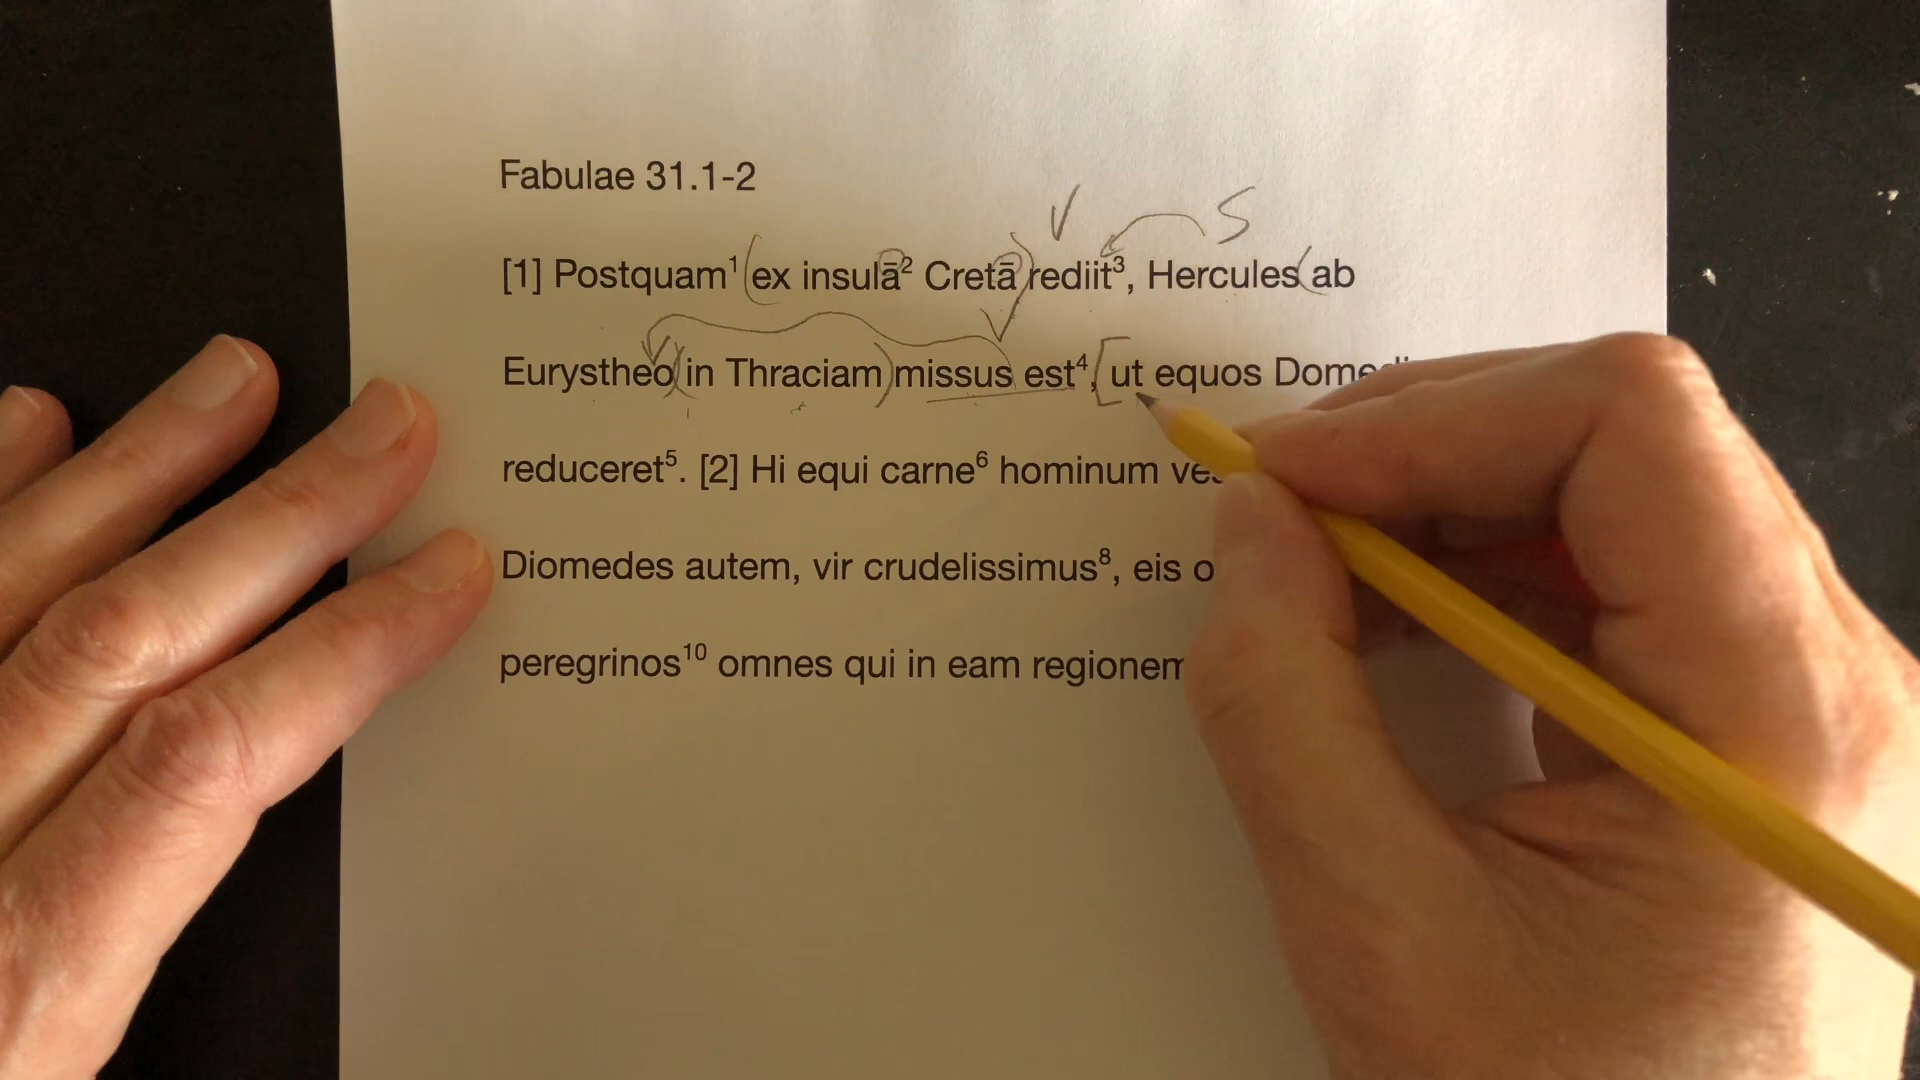 Fabulae 31.1-2
V S
[1] Postquam¹ (ex insulā² Cretā) rediit³, Hercules (ab
V
Eurystheo) (in Thraciam) missus est⁴, [ut equos
reduceret⁵. [2] Hi equi carne⁶ hominum
Diomedes autem, vir crudelissimus⁸, eis
peregrinos¹⁰ omnes qui in eam regionem